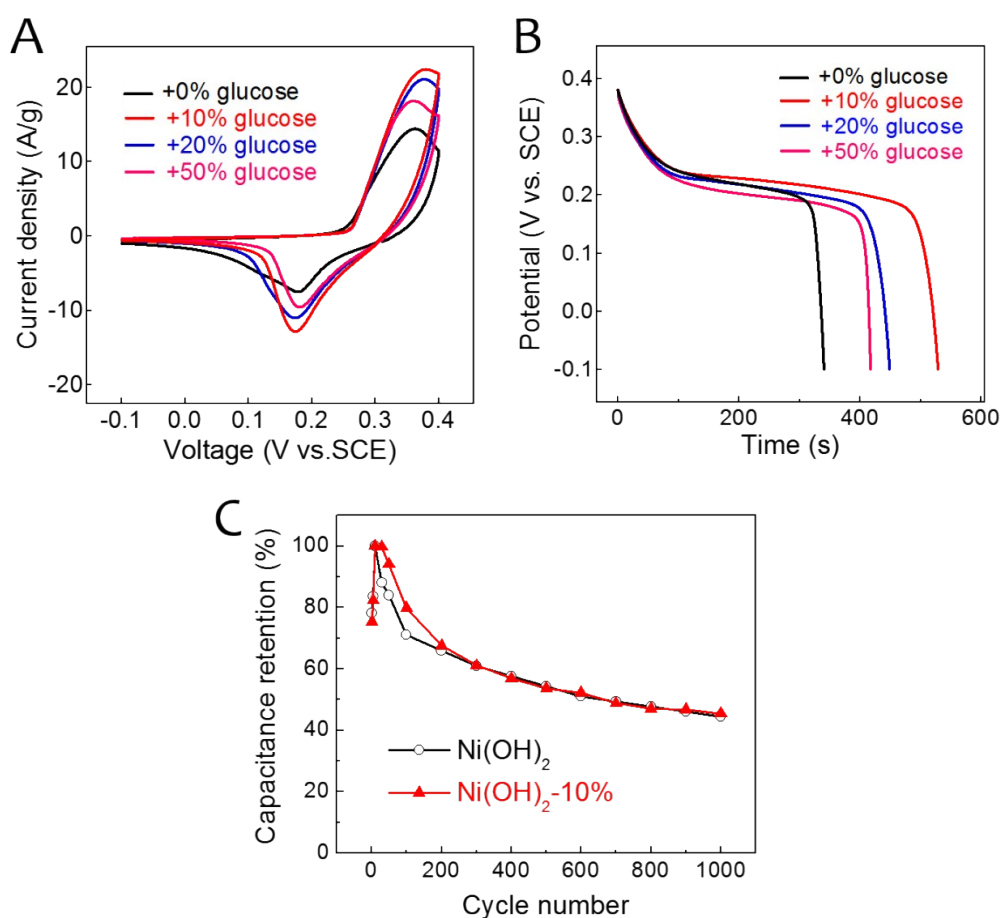 A
Current density (A/g)
20
10
0
-10
-20
+0% glucose
+10% glucose
+20% glucose
+50% glucose
-0.1 0.0 0.1 0.2 0.3 0.4
Voltage (V vs.SCE)
B
Potential (V vs. SCE)
0.4
0.3
0.2
0.1
0.0
-0.1
+0% glucose
+10% glucose
+20% glucose
+50% glucose
0 200 400 600
Time (s)
C
Capacitance retention (%)
100
80
60
40
20
0
Ni(OH)₂
Ni(OH)₂-10%
0 200 400 600 800 1000
Cycle number